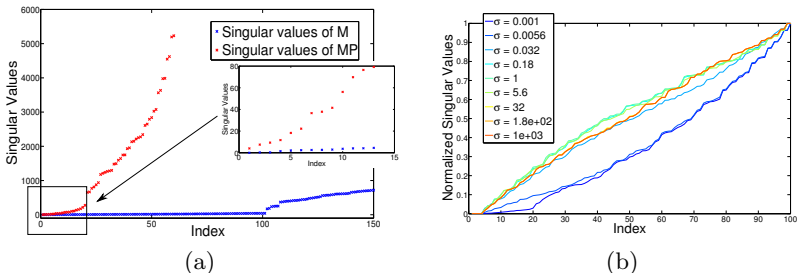 6000
5000
4000
3000
2000
1000
0
Singular Values
0
50
100
150
Index
Singular values of M
Singular values of MP
80
60
40
20
0
Singular Values
0
5
10
15
Index
(a)
1
0.9
0.8
0.7
0.6
0.5
0.4
0.3
0.2
0.1
0
Normalized Singular Values
0
10
20
30
40
50
60
70
80
90
100
Index
σ = 0.001
σ = 0.0056
σ = 0.032
σ = 0.18
σ = 1
σ = 5.6
σ = 32
σ = 1.8e+02
σ = 1e+03
(b)